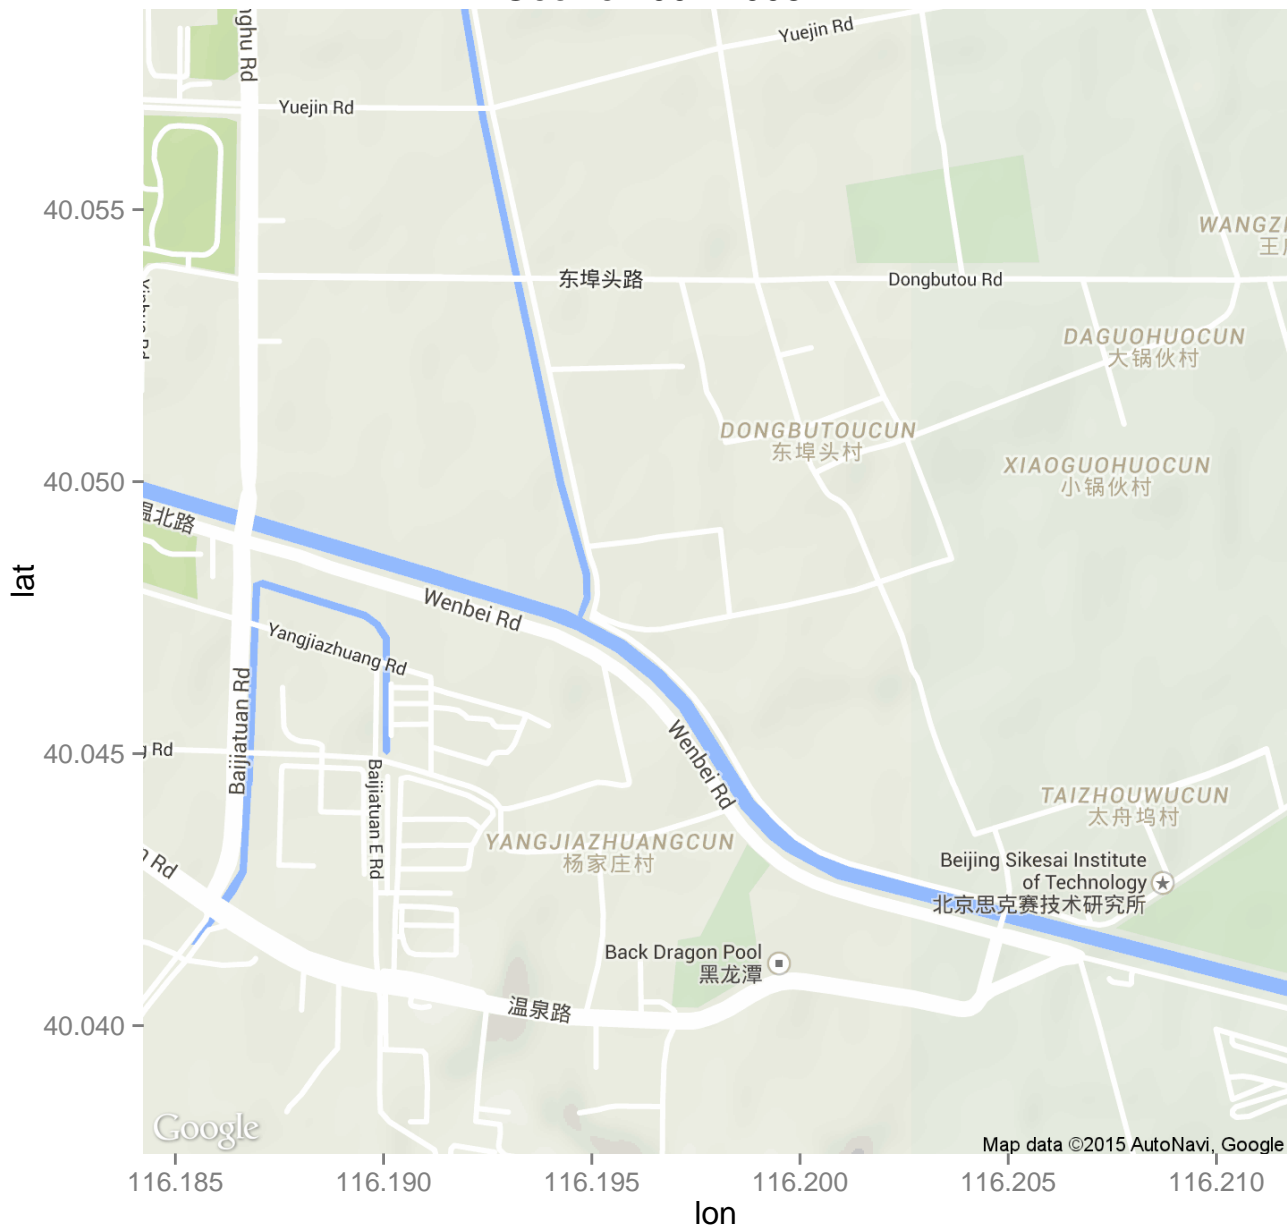 Yuejin Rd
Yuejin Rd
40.055
WANGZ
东埠头路
Dongbutou Rd
DAGUOHUOCUN
大锅伙村
DONGBUTOUCUN
东埠头村
XIAOGUOHUOCUN
小锅伙村
40.050
温北路
lat
Wenbei Rd
Yangjiazhuang Rd
Baijiatuan Rd
40.045
Rd
Wenbei Rd
Baijiatuan E Rd
TAIZHOUWUCUN
太舟坞村
YANGJIAZHUANGCUN
杨家庄村
Rd
Beijing Sikesai Institute
of Technology
北京思克赛技术研究所
Back Dragon Pool
黑龙潭
温泉路
40.040
Google
Map data ©2015 AutoNavi, Google
116.185
116.190
116.195
116.200
116.205
116.210
lon